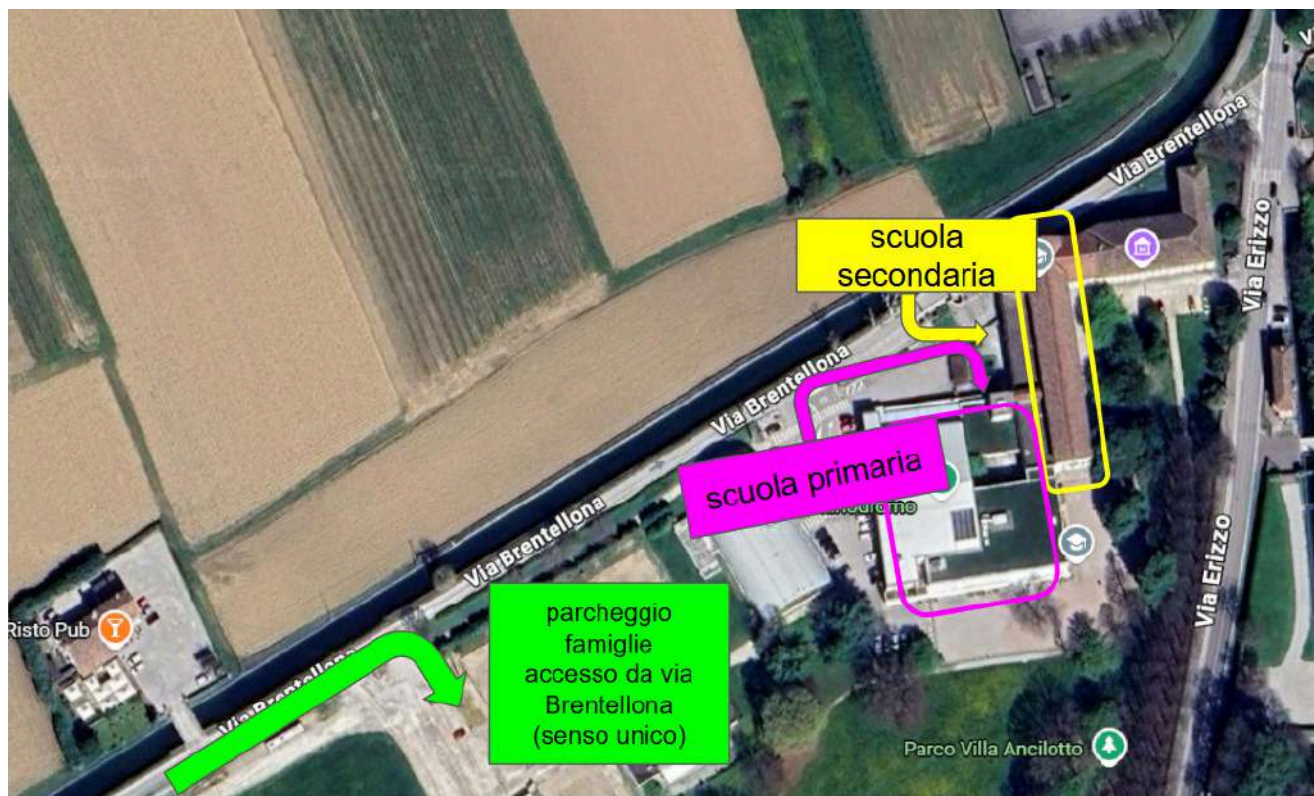 Via Brentellona
Via Erizzo
scuola
secondaria
Via Brentellona
scuola primaria
Via Brentellona
Via Erizzo
parcheggio
famiglie
accesso da via
Brentellona
(senso unico)
Risto Pub
Via Brentellona
Parco Villa Ancilotto